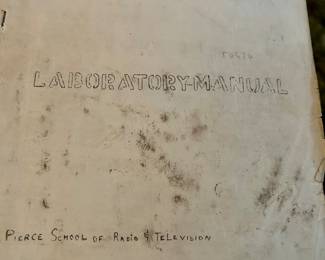 LABORATORY-MANUAL
PIERCE SCHOOL OF RADIO & TELEVISION